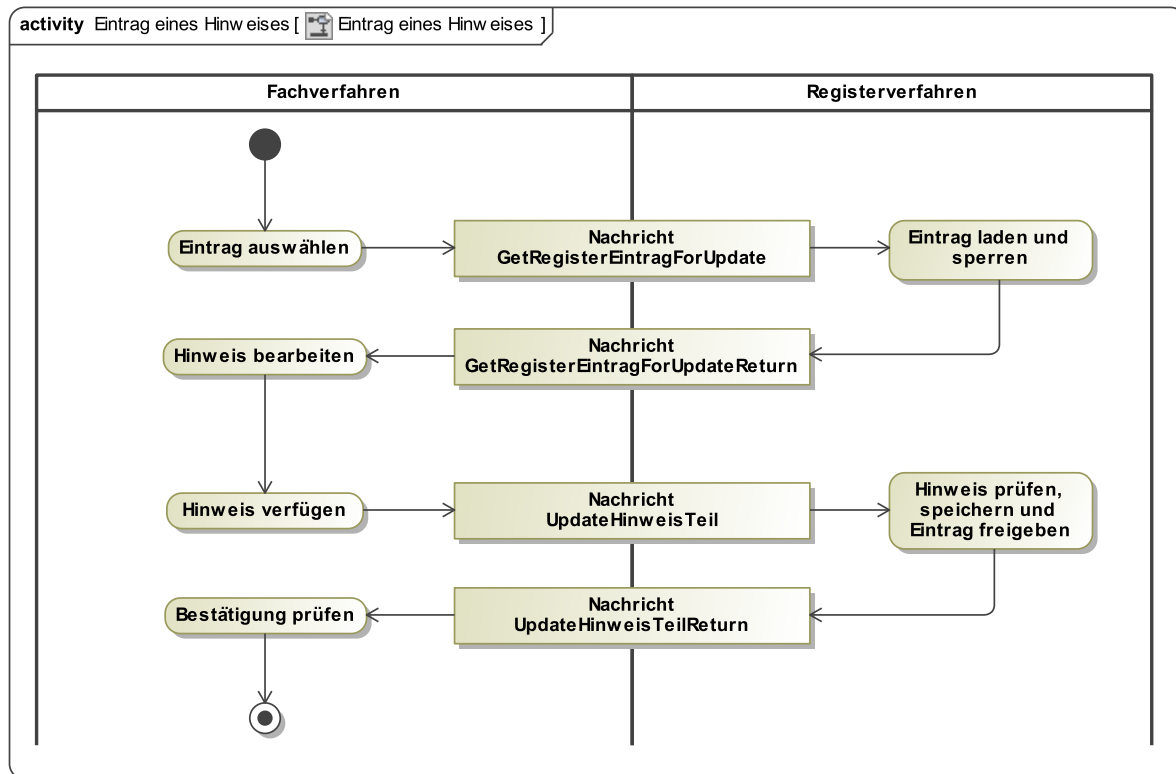 activity Eintrag eines Hinweises [ Eintrag eines Hinweises ]
Fachverfahren
Registerverfahren
Eintrag auswählen
Nachricht
GetRegisterEintragForUpdate
Eintrag laden und
sperren
Hinweis bearbeiten
Nachricht
GetRegisterEintragForUpdateReturn
Hinweis verfügen
Nachricht
UpdateHinweisTeil
Hinweis prüfen,
speichern und
Eintrag freigeben
Bestätigung prüfen
Nachricht
UpdateHinweisTeilReturn